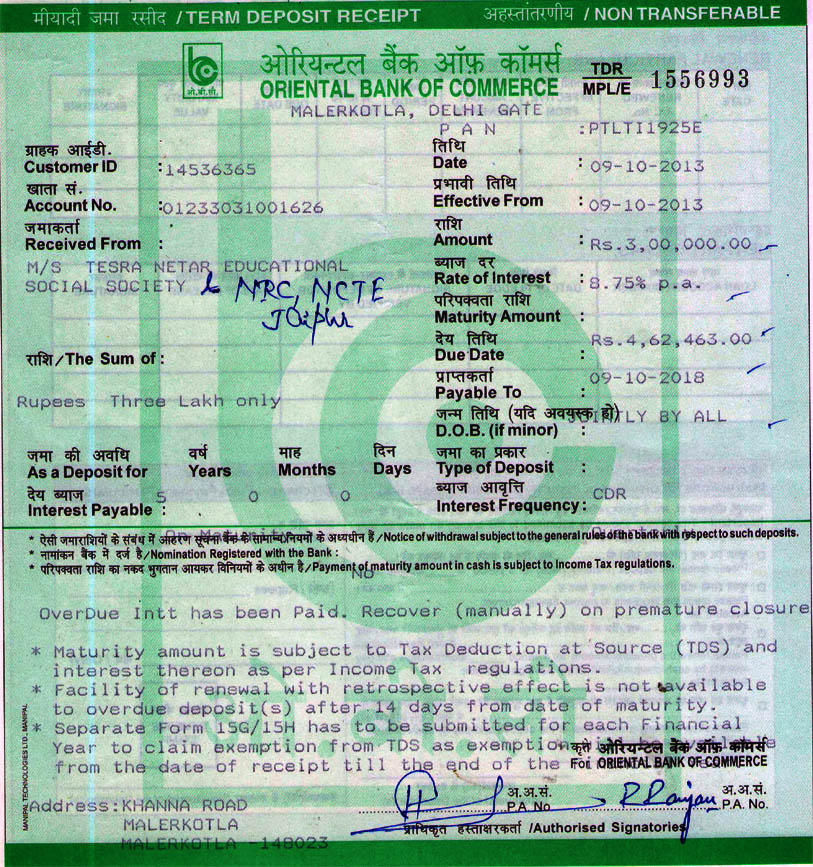 मीयादी जमा रसीद / TERM DEPOSIT RECEIPT
अहस्तांतरणीय / NON TRANSFERABLE
ओ.बी.सी.
ओरियन्टल बैंक ऑफ़ कॉमर्स
ORIENTAL BANK OF COMMERCE
TDR
MPL/E 1556993
MALERKOTLA, DELHI GATE
PAN :PTLTI1925E
ग्राहक आईडी.
Customer ID :14536365
तिथि
Date : 09-10-2013
खाता सं.
Account No. :01233031001626
प्रभावी तिथि
Effective From : 09-10-2013
जमाकर्ता
Received From :
राशि
Amount : Rs.3,00,000.00
M/S TESRA NETAR EDUCATIONAL
SOCIAL SOCIETY & NRC, NCTE
Jaipur
ब्याज दर
Rate of Interest : 8.75% p.a.
परिपक्वता राशि
Maturity Amount :
Rs.4,62,463.00
देय तिथि
Due Date :
राशि/The Sum of :
09-10-2018
प्राप्तकर्ता
Payable To :
Rupees Three Lakh only
जन्म तिथि (यदि अवयस्क हो)
JOINTLY BY ALL
D.O.B. (if minor) :
जमा की अवधि वर्ष माह दिन
As a Deposit for Years Months Days
जमा का प्रकार
Type of Deposit :
देय ब्याज 5 0 0
Interest Payable :
ब्याज आवृत्ति
CDR
Interest Frequency :
On Maturity
Quarterly
* ऐसी जमाराशियों के संबंध में आहरण सूचना बैंक के सामान्य नियमों के अध्यधीन है/Notice of withdrawal subject to the general rules of the bank with respect to such deposits.
* नामांकन बैंक में दर्ज है/Nomination Registered with the Bank :
NO
* परिपक्वता राशि का नकद भुगतान आयकर विनियमों के अधीन है/Payment of maturity amount in cash is subject to Income Tax regulations.
OverDue Intt has been Paid. Recover (manually) on premature closure
* Maturity amount is subject to Tax Deduction at Source (TDS) and
interest thereon as per Income Tax regulations.
* Facility of renewal with retrospective effect is not available
to overdue deposit(s) after 14 days from date of maturity.
* Separate Form 15G/15H has to be submitted for each Financial
Year to claim exemption from TDS as exemption
from the date of receipt till the end of the
कृते ओरियन्टल बैंक ऑफ़ कॉमर्स
For ORIENTAL BANK OF COMMERCE
Address:KHANNA ROAD
MALERKOTLA
MALERKOTLA -148023
अ.अ.सं.
P.A. No.
अ.अ.सं.
P.A. No.
प्राधिकृत हस्ताक्षरकर्ता /Authorised Signatories
MANIPAL TECHNOLOGIES LTD., MANIPAL